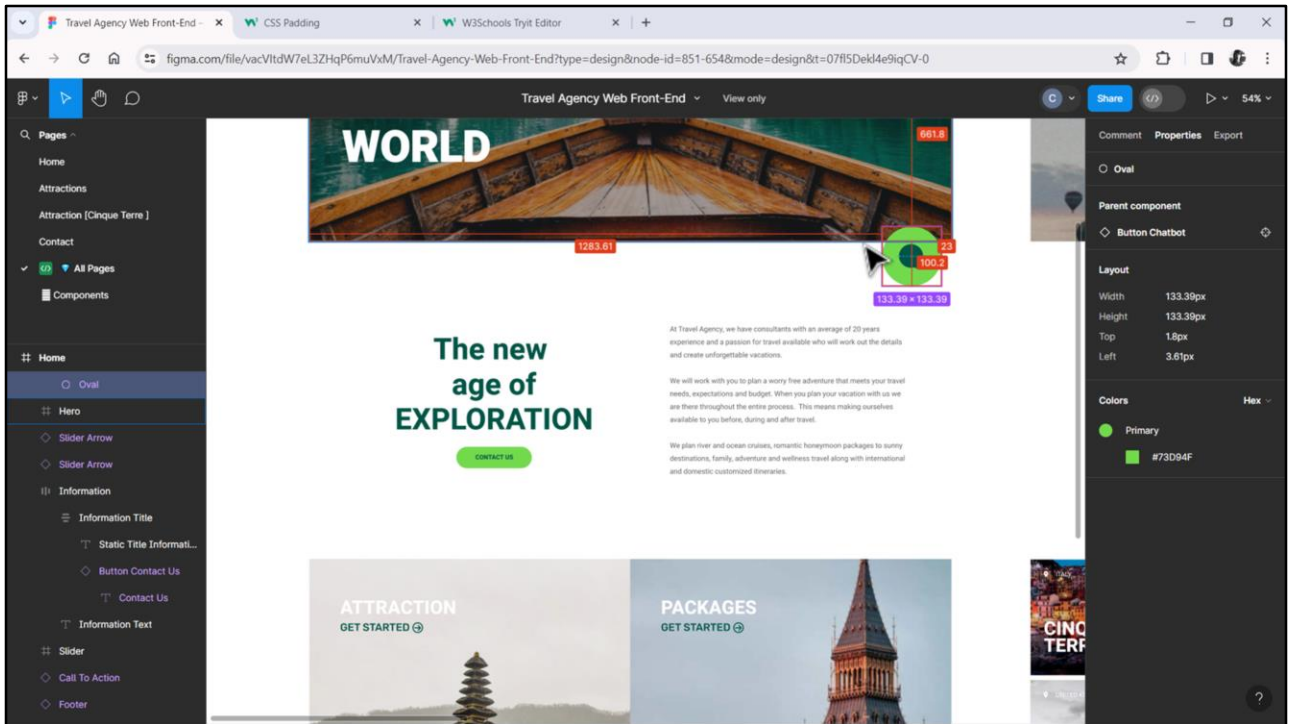 Travel Agency Web Front-End –
CSS Padding
W3Schools Tryit Editor
figma.com/file/vacVItdW7eL3ZHqP6muVxM/Travel-Agency-Web-Front-End?type=design&node-id=851-654&mode=design&t=07fl5Dekl4e9iqCV-0
Travel Agency Web Front-End
View only
C
Share
54%
Pages
Home
Attractions
Attraction [Cinque Terre ]
Contact
All Pages
Components
Home
Oval
Hero
Slider Arrow
Slider Arrow
Information
Information Title
Static Title Informati...
Button Contact Us
Contact Us
Information Text
Slider
Call To Action
Footer
WORLD
661.8
1283.61
23
100.2
133.39 × 133.39
The new
age of
EXPLORATION
CONTACT US
At Travel Agency, we have consultants with an average of 20 years
experience and a passion for travel available who will work out the details
and create unforgettable vacations.
We will work with you to plan a worry free adventure that meets your travel
needs, expectations and budget. When you plan your vacation with us we
are there throughout the entire process. This means making ourselves
available to you before, during and after travel.
We plan river and ocean cruises, romantic honeymoon packages to sunny
destinations, family, adventure and wellness travel along with international
and domestic customized itineraries.
ATTRACTION
GET STARTED
PACKAGES
GET STARTED
ITALY
CINQ
TERR
Comment Properties Export
Oval
Parent component
Button Chatbot
Layout
Width 133.39px
Height 133.39px
Top 1.8px
Left 3.61px
Colors Hex
Primary
#73D94F
?